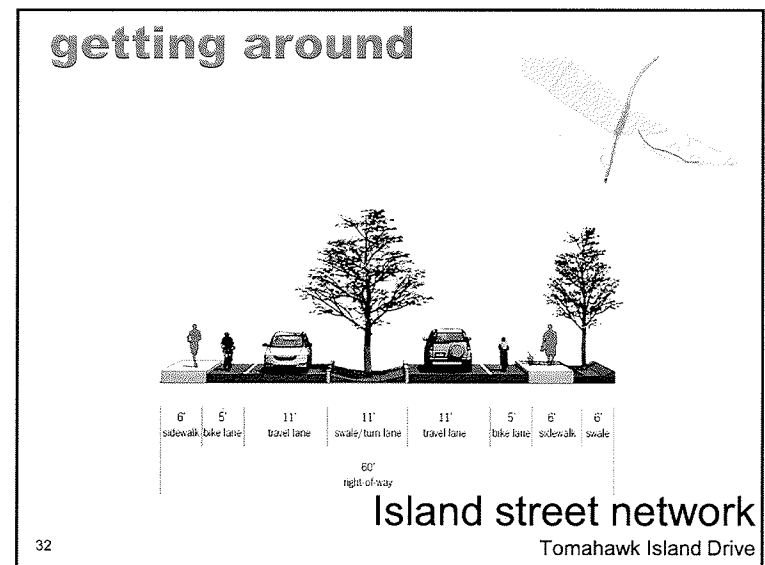 getting around
6' 5' 11' 11' 11' 5' 6' 6'
sidewalk bike lane travel lane swale/turn lane travel lane bike lane sidewalk swale
60'
right-of-way
Island street network
32 Tomahawk Island Drive